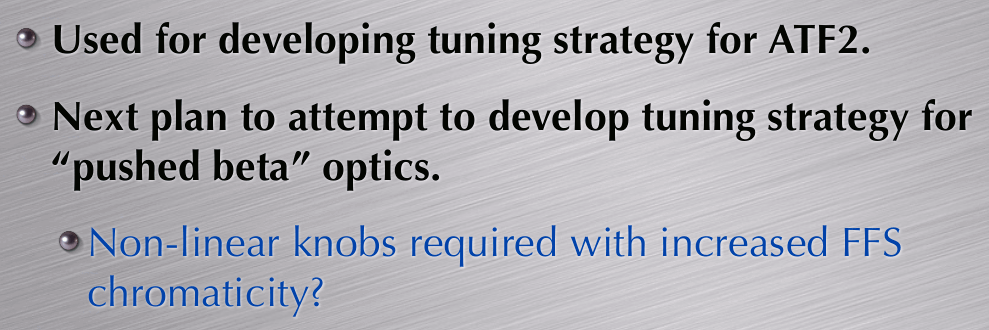 Used for developing tuning strategy for ATF2.
Next plan to attempt to develop tuning strategy for
“pushed beta” optics.
Non-linear knobs required with increased FFS
chromaticity?